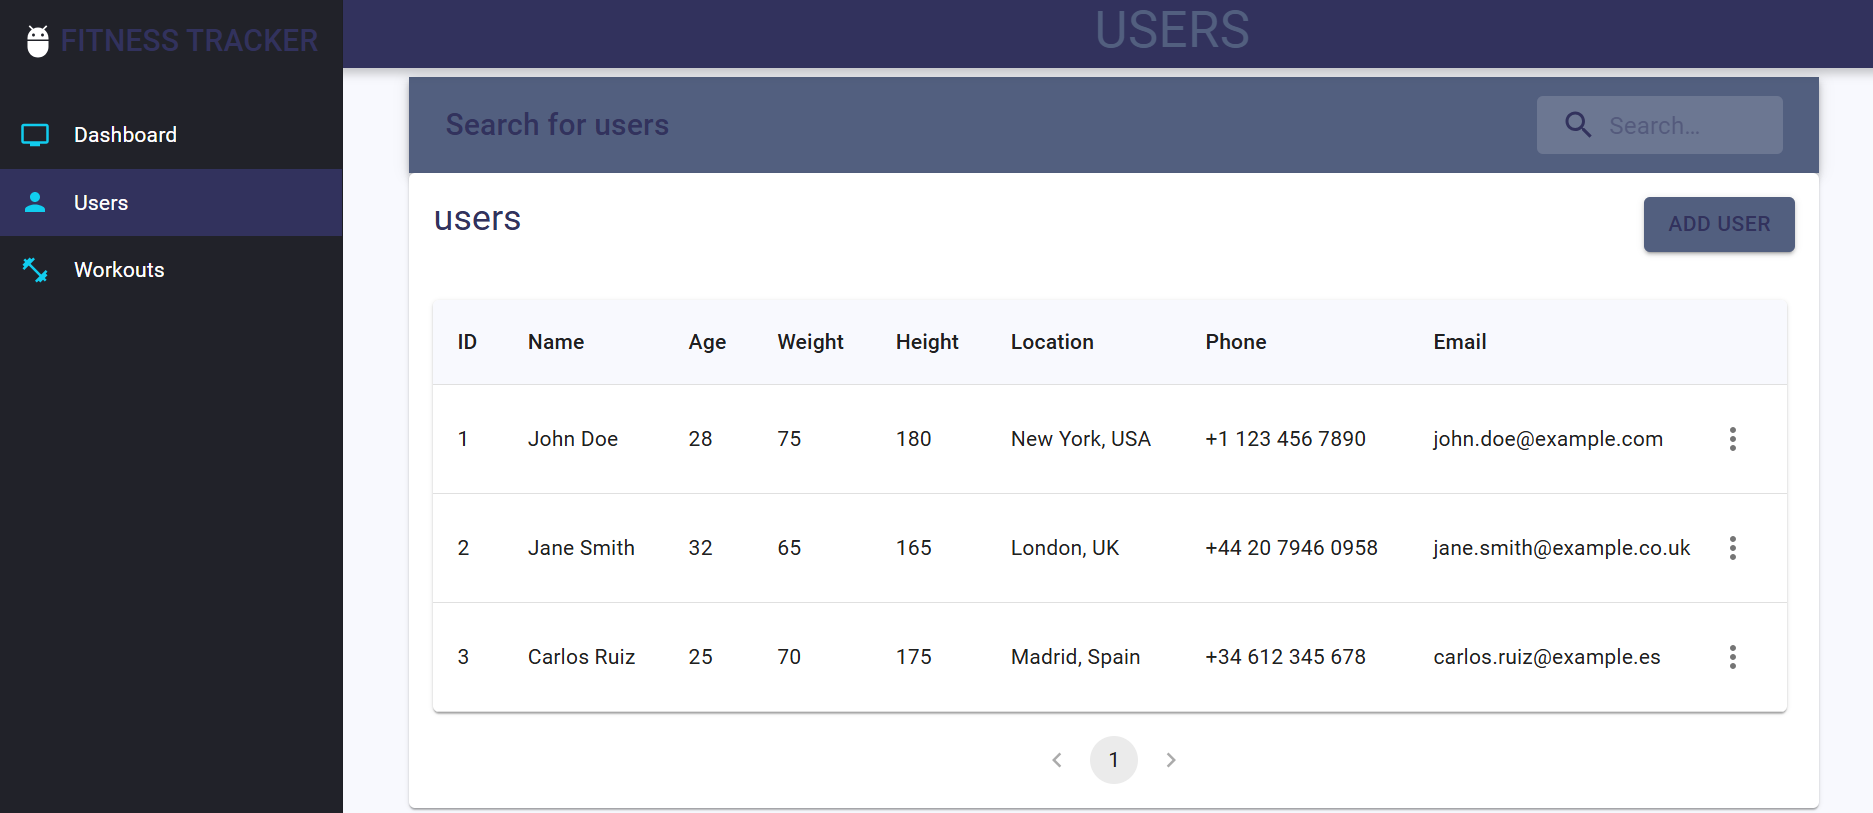 FITNESS TRACKER
Dashboard
Users
Workouts
USERS
Search for users
Search...
users
ADD USER
ID Name Age Weight Height Location Phone Email
1 John Doe 28 75 180 New York, USA +1 123 456 7890 john.doe@example.com
2 Jane Smith 32 65 165 London, UK +44 20 7946 0958 jane.smith@example.co.uk
3 Carlos Ruiz 25 70 175 Madrid, Spain +34 612 345 678 carlos.ruiz@example.es
1